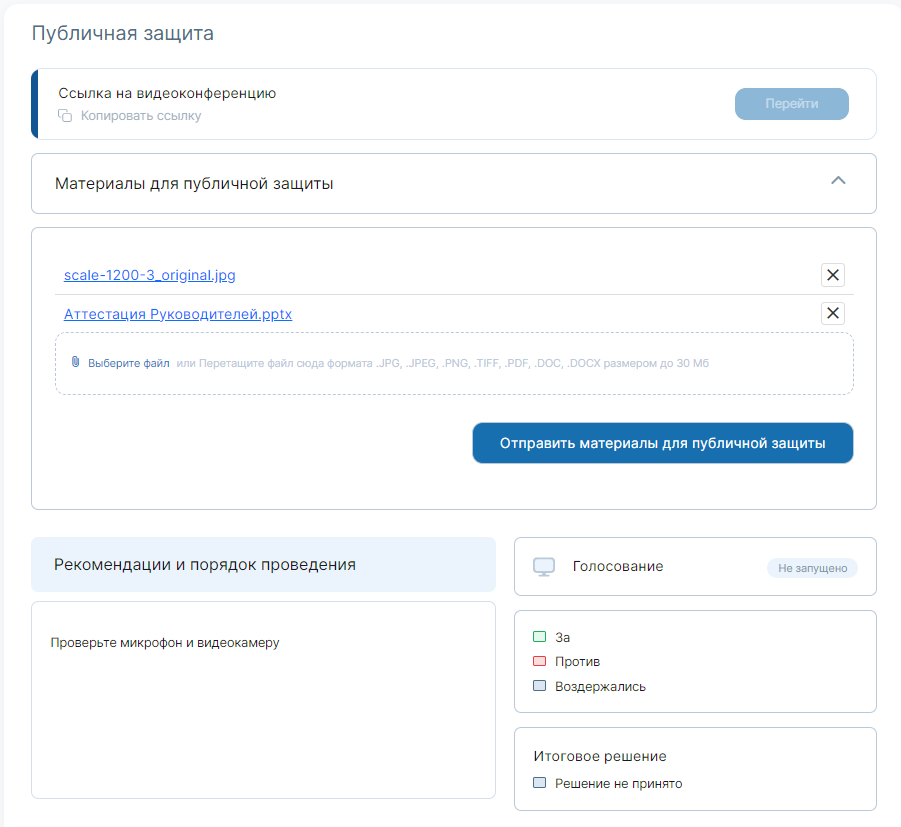 Публичная защита
Ссылка на видеоконференцию
Копировать ссылку
Перейти
Материалы для публичной защиты
scale-1200-3_original.jpg
Аттестация Руководителей.pptx
Выберите файл или Перетащите файл сюда формата .JPG, .JPEG, .PNG, .TIFF, .PDF, .DOC, .DOCX размером до 30 Мб
Отправить материалы для публичной защиты
Рекомендации и порядок проведения
Проверьте микрофон и видеокамеру
Голосование
Не запущено
За
Против
Воздержались
Итоговое решение
Решение не принято